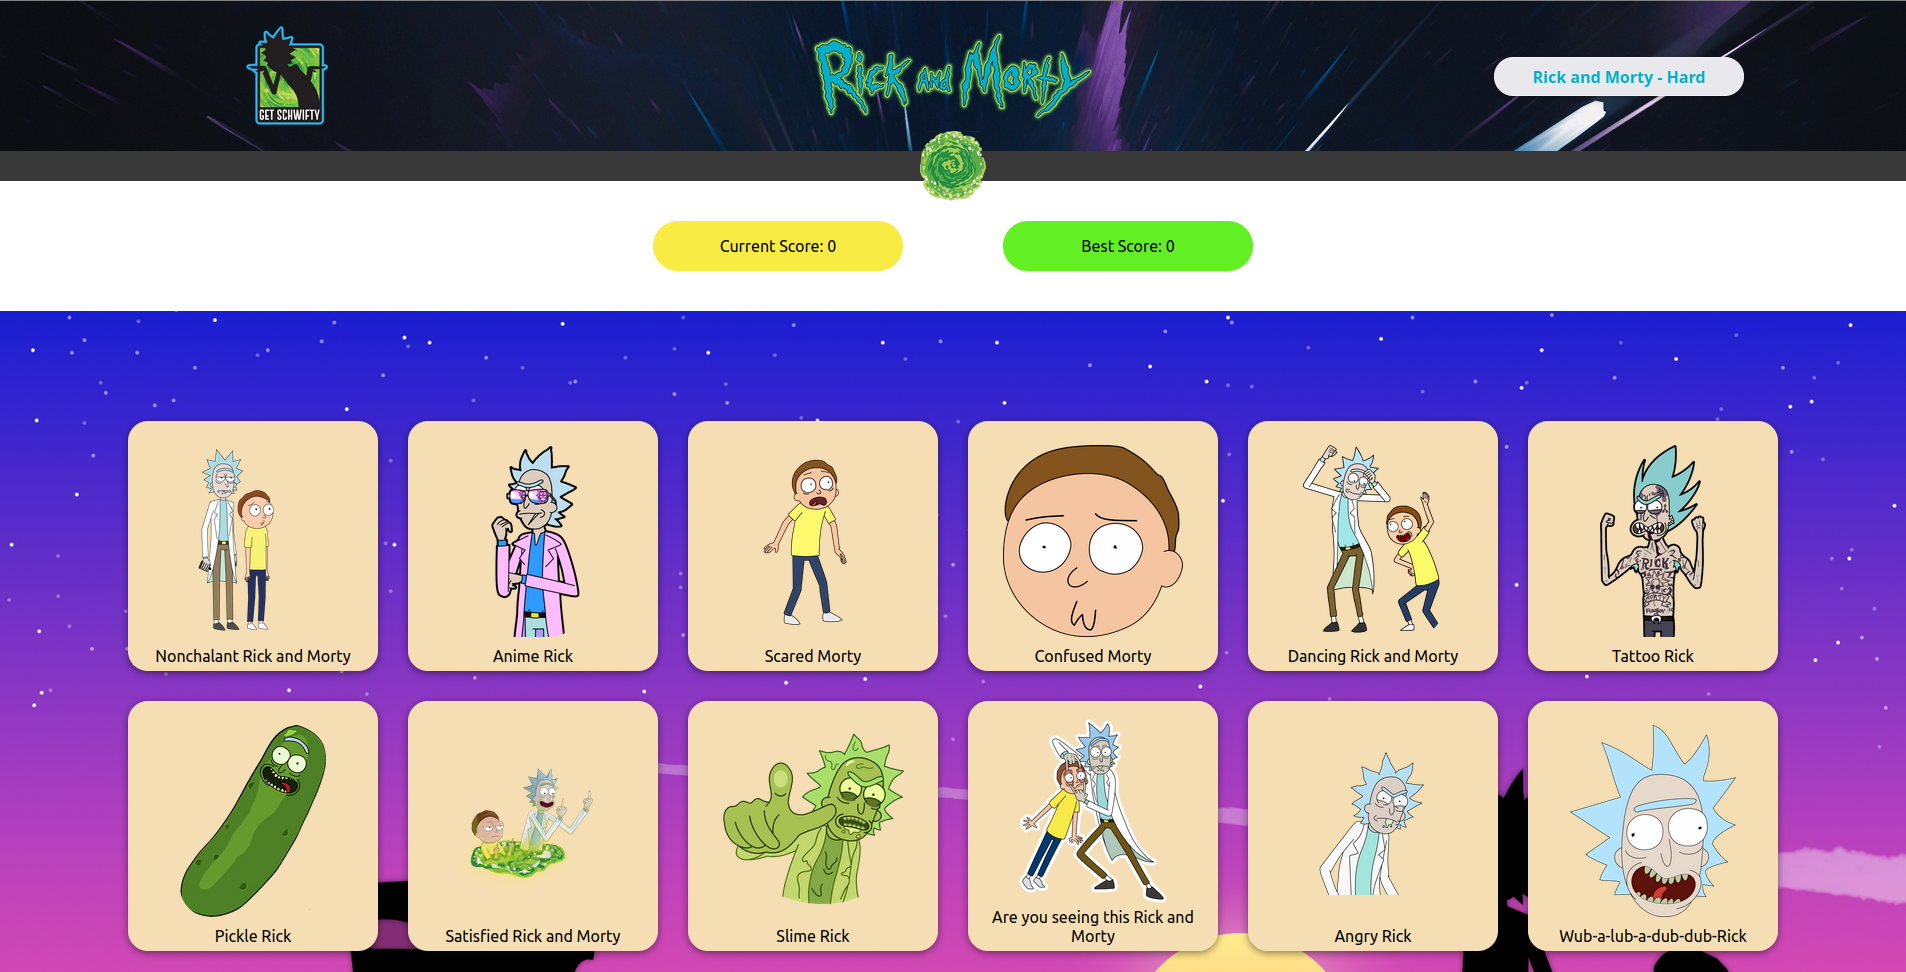 GET SCHWIFTY
Rick and Morty
Rick and Morty - Hard
Current Score: 0
Best Score: 0
Nonchalant Rick and Morty
Anime Rick
Scared Morty
Confused Morty
Dancing Rick and Morty
Tattoo Rick
RICK
Pickle Rick
Satisfied Rick and Morty
Slime Rick
Are you seeing this Rick and
Morty
Angry Rick
Wub-a-lub-a-dub-dub-Rick